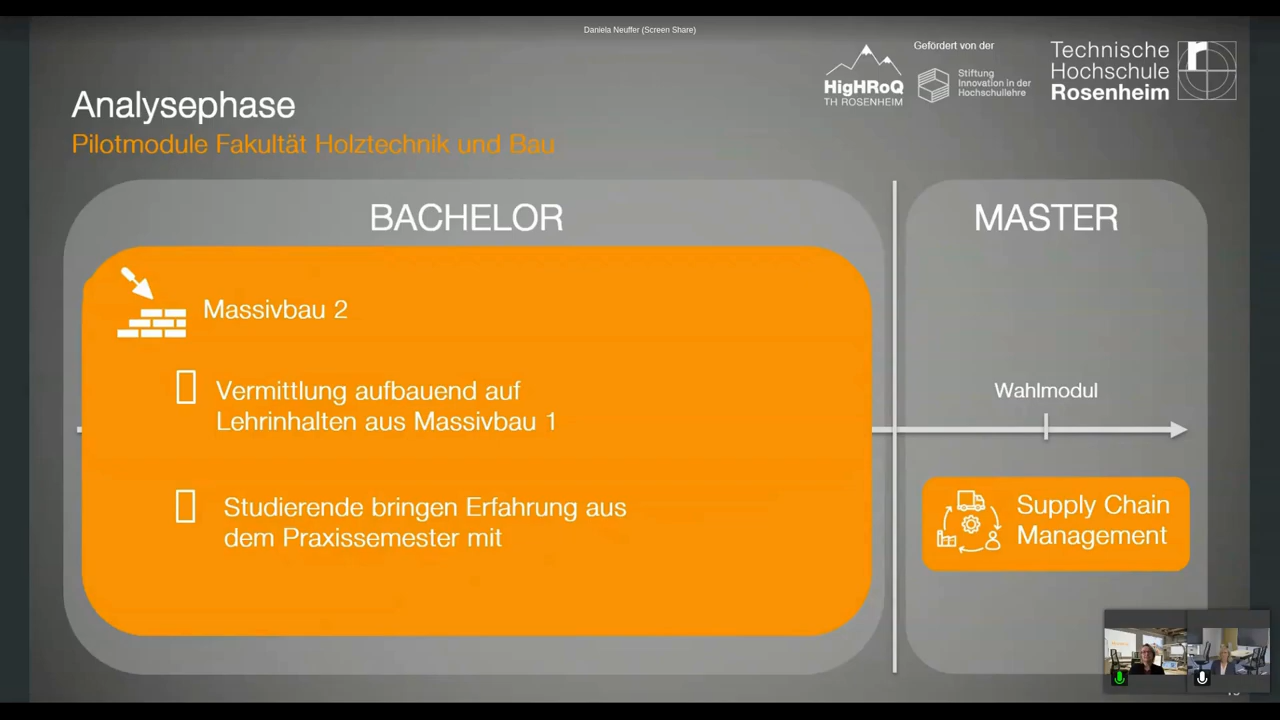 Daniela Neuffer (Screen Share)
Gefördert von der
HigHRoQ
TH ROSENHEIM
Stiftung
Innovation in der
Hochschullehre
Technische
Hochschule
Rosenheim
Analysephase
Pilotmodule Fakultät Holztechnik und Bau
BACHELOR
Massivbau 2
Vermittlung aufbauend auf
Lehrinhalten aus Massivbau 1
Studierende bringen Erfahrung aus
dem Praxissemester mit
MASTER
Wahlmodul
Supply Chain
Management